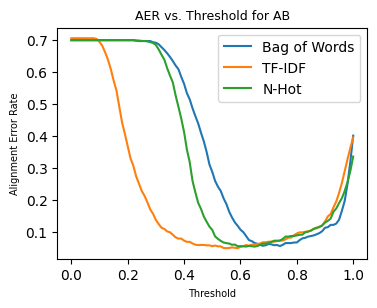 AER vs. Threshold for AB
Alignment Error Rate
0.7
0.6
0.5
0.4
0.3
0.2
0.1
Bag of Words
TF-IDF
N-Hot
0.0 0.2 0.4 0.6 0.8 1.0
Threshold